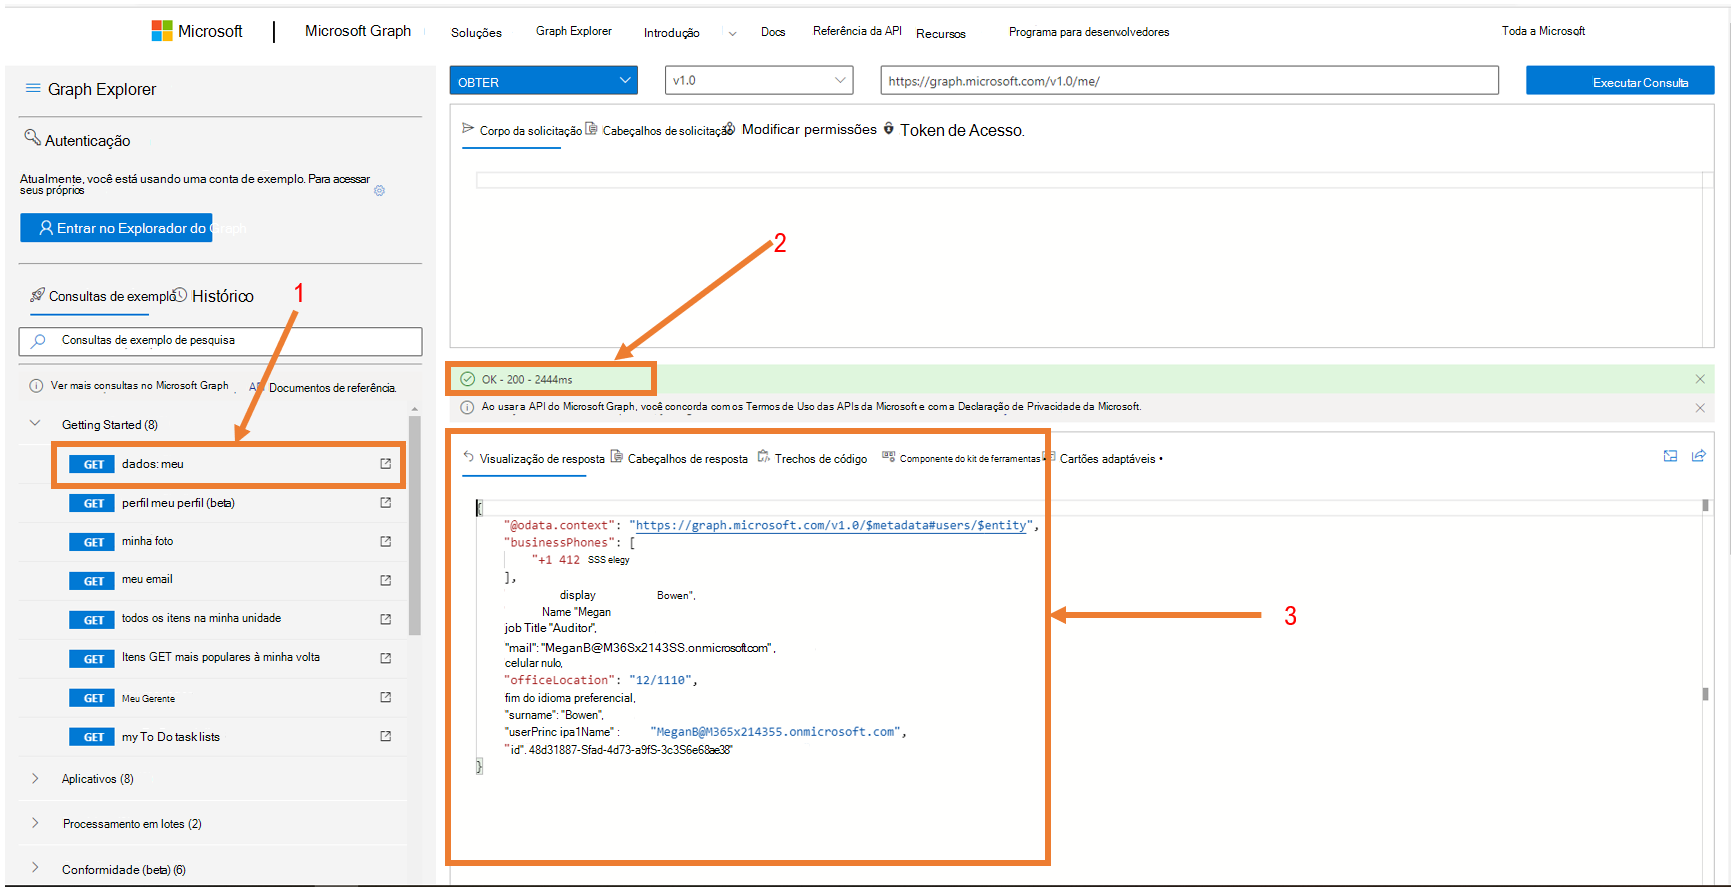 Microsoft
Microsoft Graph
Soluções
Graph Explorer
Introdução
Docs
Referência da API
Recursos
Programa para desenvolvedores
Toda a Microsoft
Graph Explorer
Autenticação
Atualmente, você está usando uma conta de exemplo. Para acessar
seus próprios
Entrar no Explorador do Graph
Consultas de exemplo
Histórico
1
Consultas de exemplo de pesquisa
Ver mais consultas no Microsoft Graph
Documentos de referência.
Getting Started (8)
GET dados: meu
GET perfil meu perfil (beta)
GET minha foto
GET meu email
GET todos os itens na minha unidade
GET Itens GET mais populares à minha volta
GET Meu Gerente
GET my To Do task lists
Aplicativos (8)
Processamento em lotes (2)
Conformidade (beta) (6)
OBTER
v1.0
https://graph.microsoft.com/v1.0/me/
Executar Consulta
Corpo da solicitação
Cabeçalhos de solicitação
Modificar permissões
Token de Acesso.
2
OK - 200 - 2444ms
Ao usar a API do Microsoft Graph, você concorda com os Termos de Uso das APIs da Microsoft e com a Declaração de Privacidade da Microsoft.
Visualização de resposta
Cabeçalhos de resposta
Trechos de código
Componente do kit de ferramentas •
Cartões adaptáveis •
{
"@odata.context": "https://graph.microsoft.com/v1.0/$metadata#users/$entity",
"businessPhones": [
"+1 412 SSS elegy
],
display Bowen",
Name "Megan
job Title "Auditor",
"mail": "MeganB@M36Sx2143SS.onmicrosoft.com",
celular nulo,
"officeLocation": "12/1110",
fim do idioma preferencial,
"surname": "Bowen",
"userPrinc ipa1Name" : "MeganB@M365x214355.onmicrosoft.com",
"id". 48d31887-Sfad-4d73-a9fS-3c3S6e68ae38"
}
3